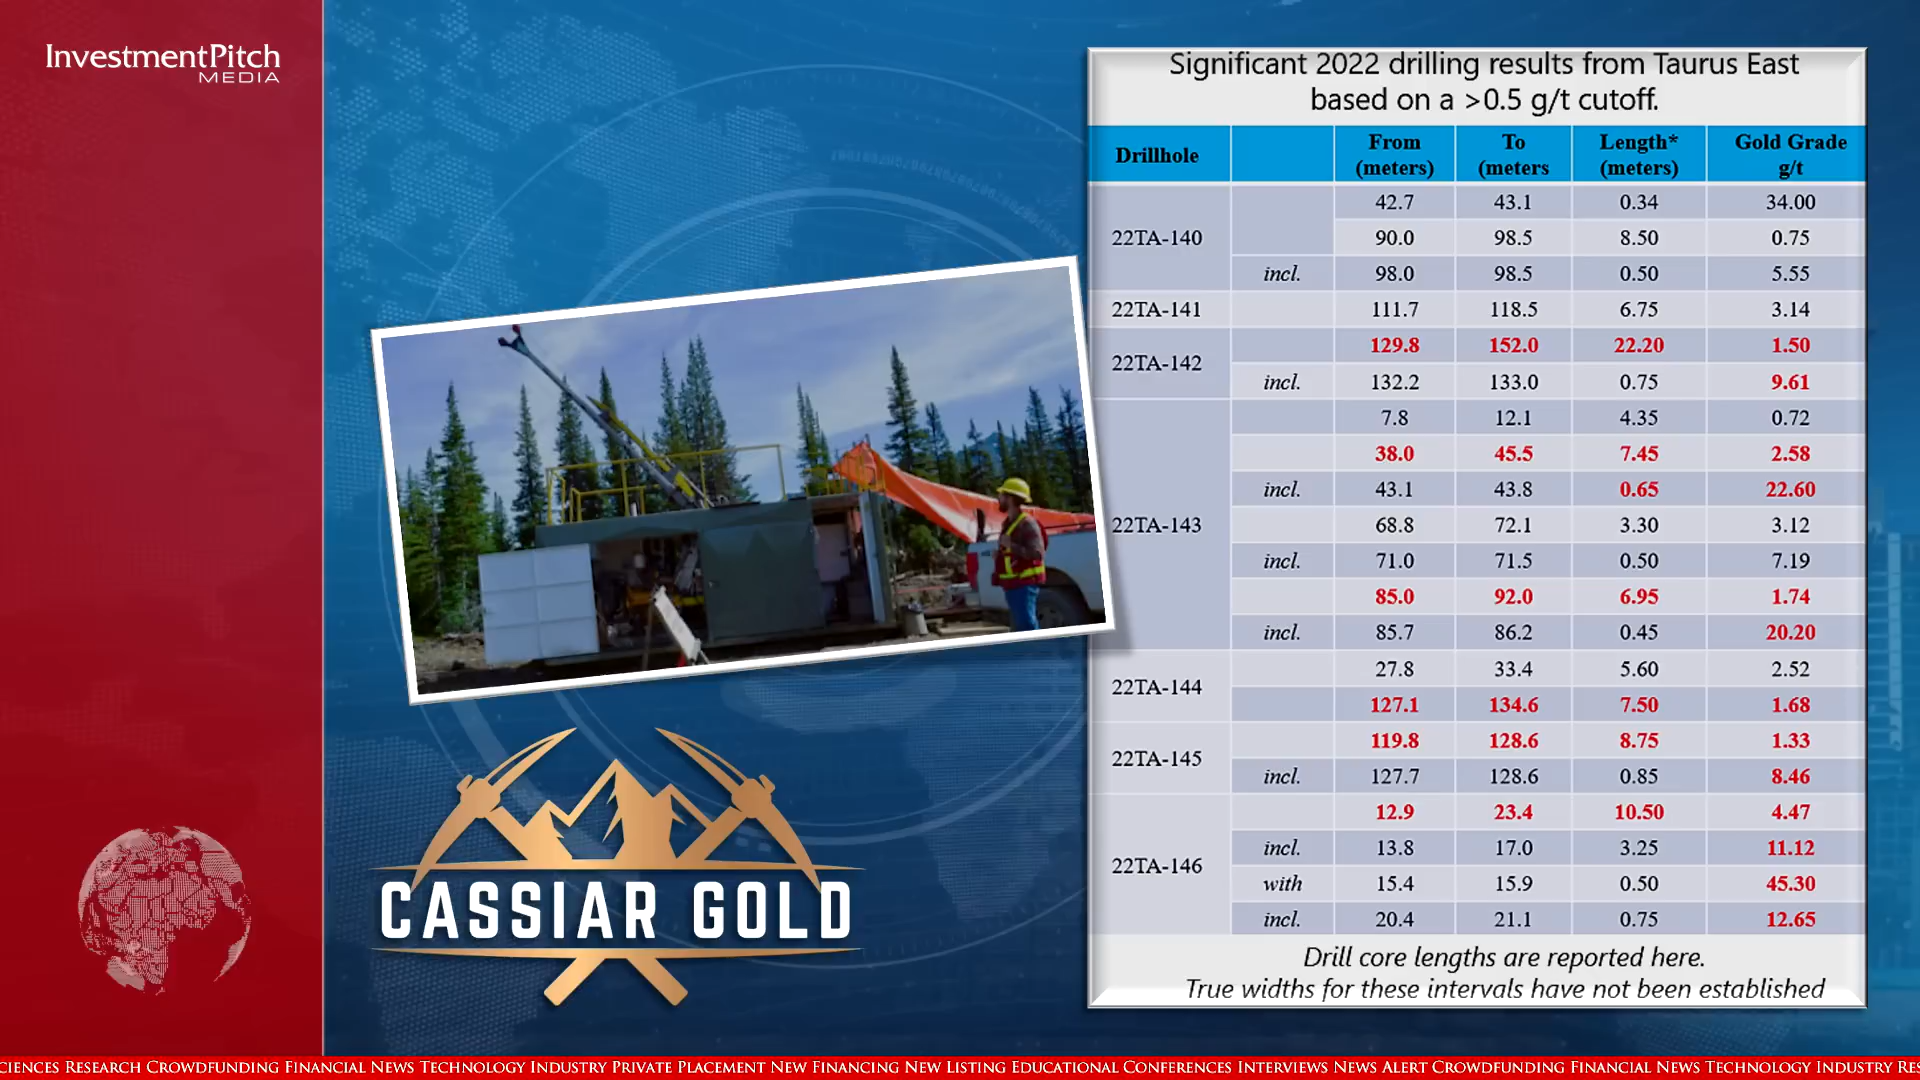 InvestmentPitch
MEDIA
Significant 2022 drilling results from Taurus East
based on a >0.5 g/t cutoff.
Drillhole From (meters) To (meters Length* (meters) Gold Grade g/t
22TA-140 42.7 43.1 0.34 34.00
90.0 98.5 8.50 0.75
incl. 98.0 98.5 0.50 5.55
22TA-141 111.7 118.5 6.75 3.14
22TA-142 129.8 152.0 22.20 1.50
incl. 132.2 133.0 0.75 9.61
22TA-143 7.8 12.1 4.35 0.72
38.0 45.5 7.45 2.58
incl. 43.1 43.8 0.65 22.60
68.8 72.1 3.30 3.12
incl. 71.0 71.5 0.50 7.19
85.0 92.0 6.95 1.74
incl. 85.7 86.2 0.45 20.20
22TA-144 27.8 33.4 5.60 2.52
127.1 134.6 7.50 1.68
22TA-145 119.8 128.6 8.75 1.33
incl. 127.7 128.6 0.85 8.46
22TA-146 12.9 23.4 10.50 4.47
incl. 13.8 17.0 3.25 11.12
with 15.4 15.9 0.50 45.30
incl. 20.4 21.1 0.75 12.65
Drill core lengths are reported here.
True widths for these intervals have not been established
CASSIAR GOLD
CIENCES RESEARCH CROWDFUNDING FINANCIAL NEWS TECHNOLOGY INDUSTRY PRIVATE PLACEMENT NEW FINANCING NEW LISTING EDUCATIONAL CONFERENCES INTERVIEWS NEWS ALERT CROWDFUNDING FINANCIAL NEWS TECHNOLOGY INDUSTRY RES